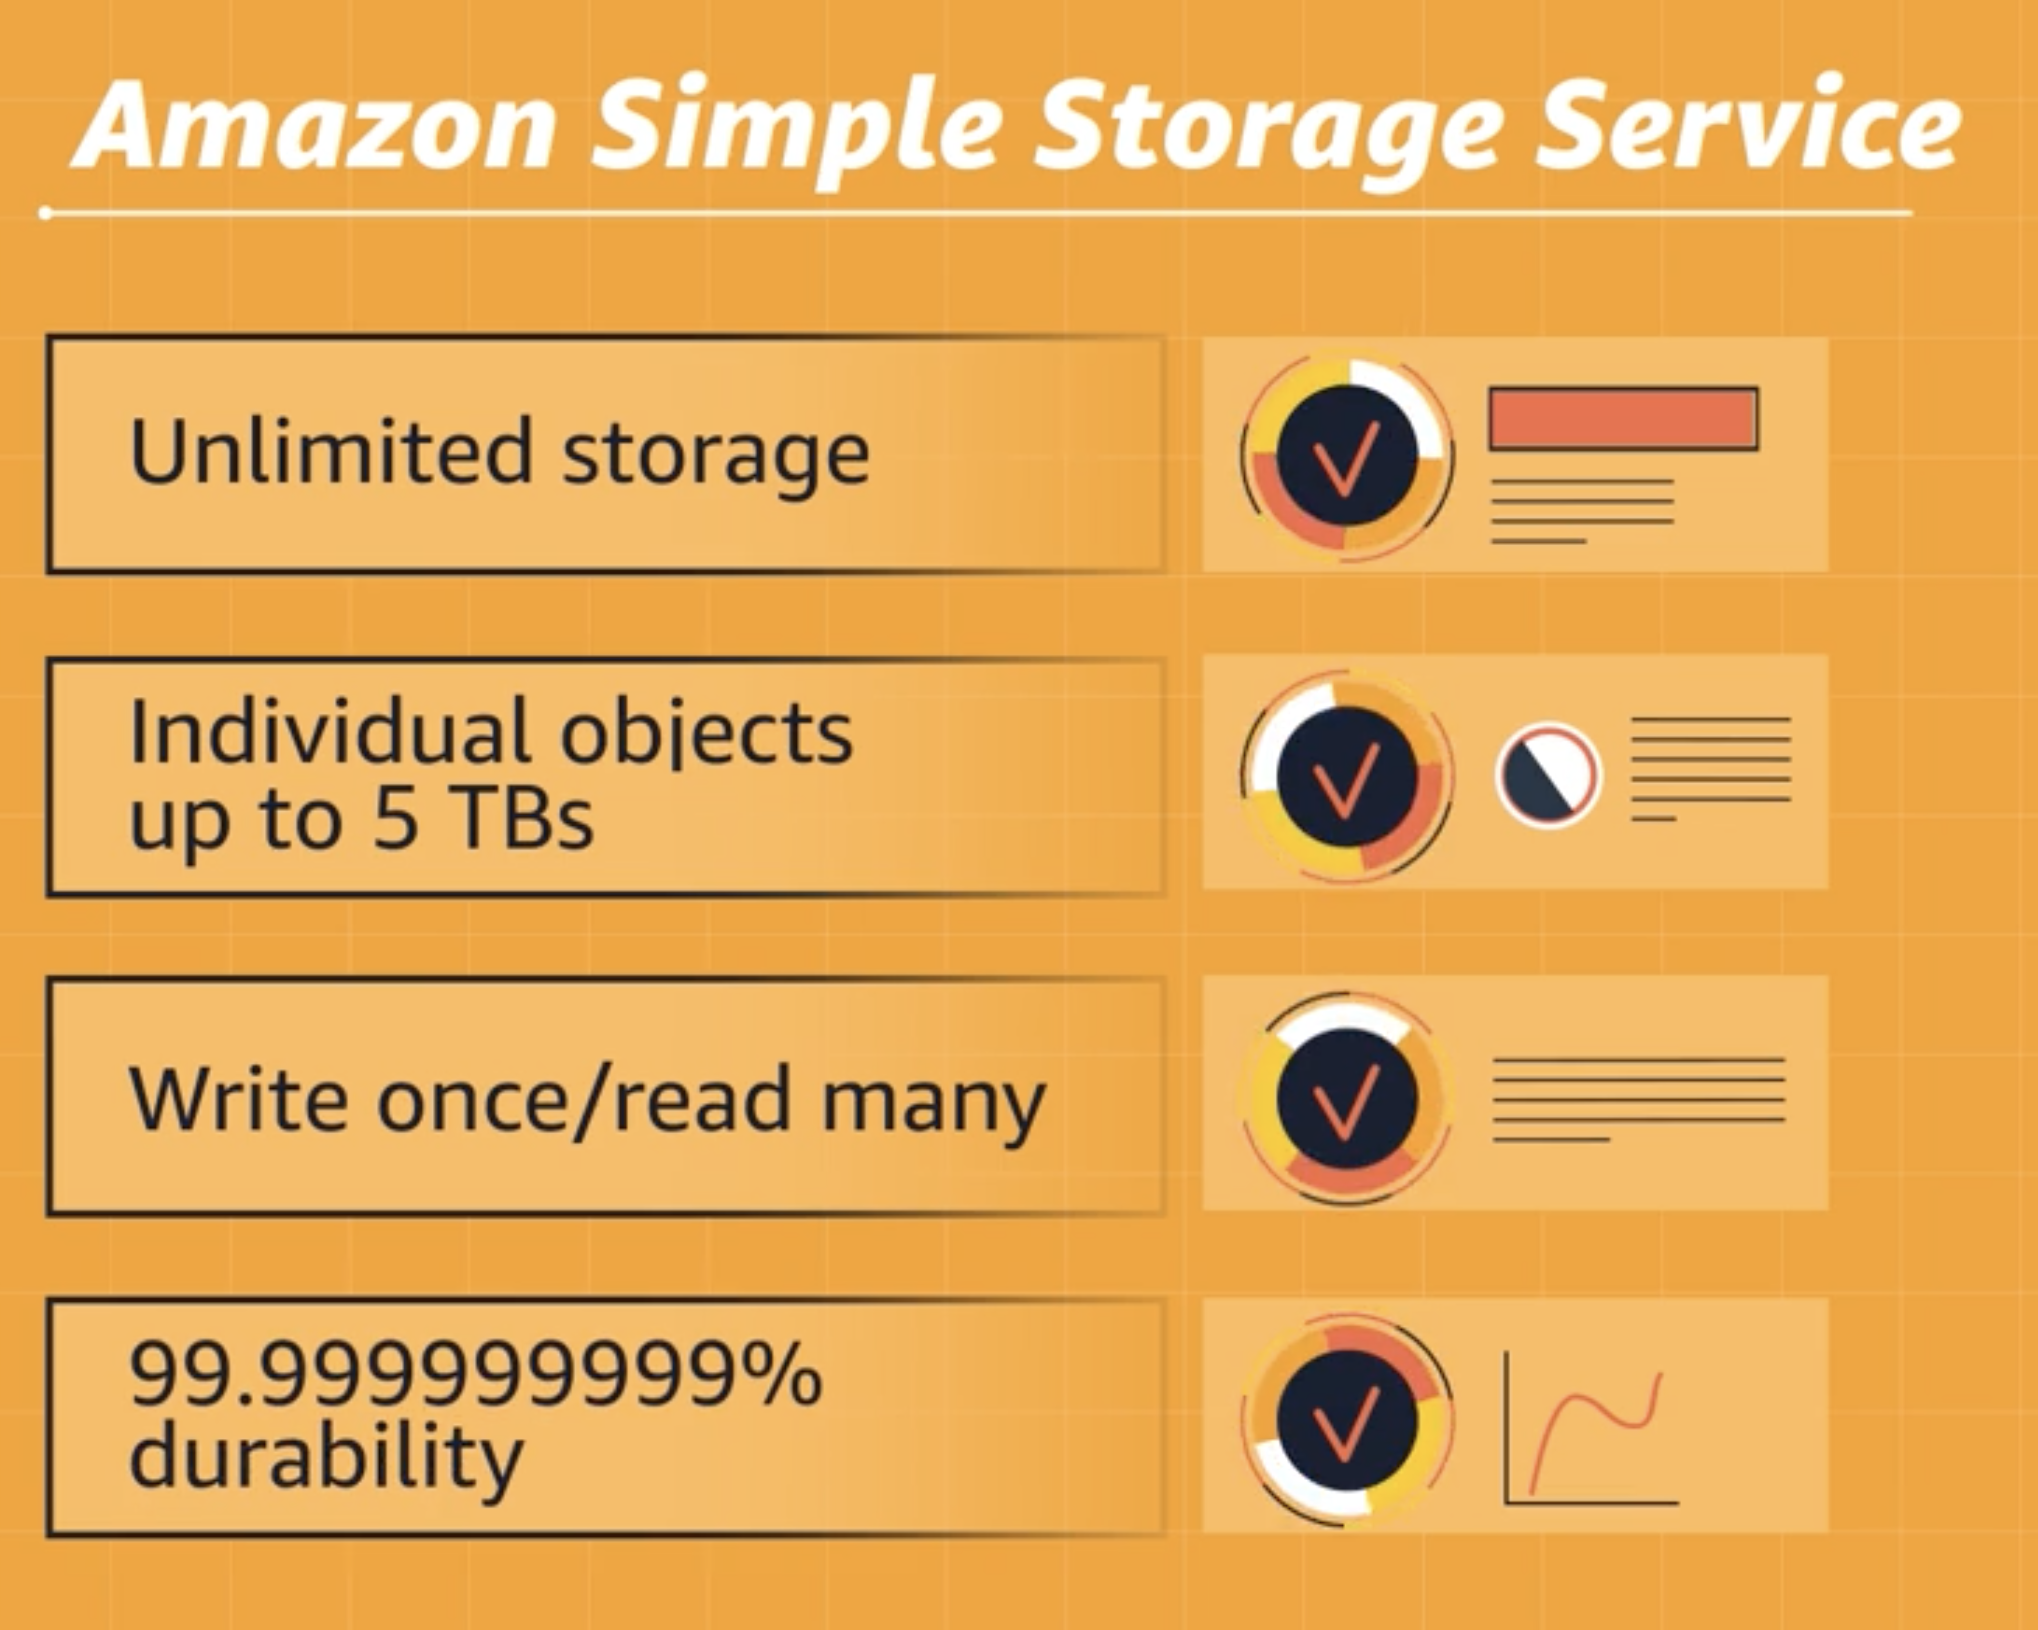 Amazon Simple Storage Service
Unlimited storage
Individual objects
up to 5 TBs
Write once/read many
99.999999999%
durability